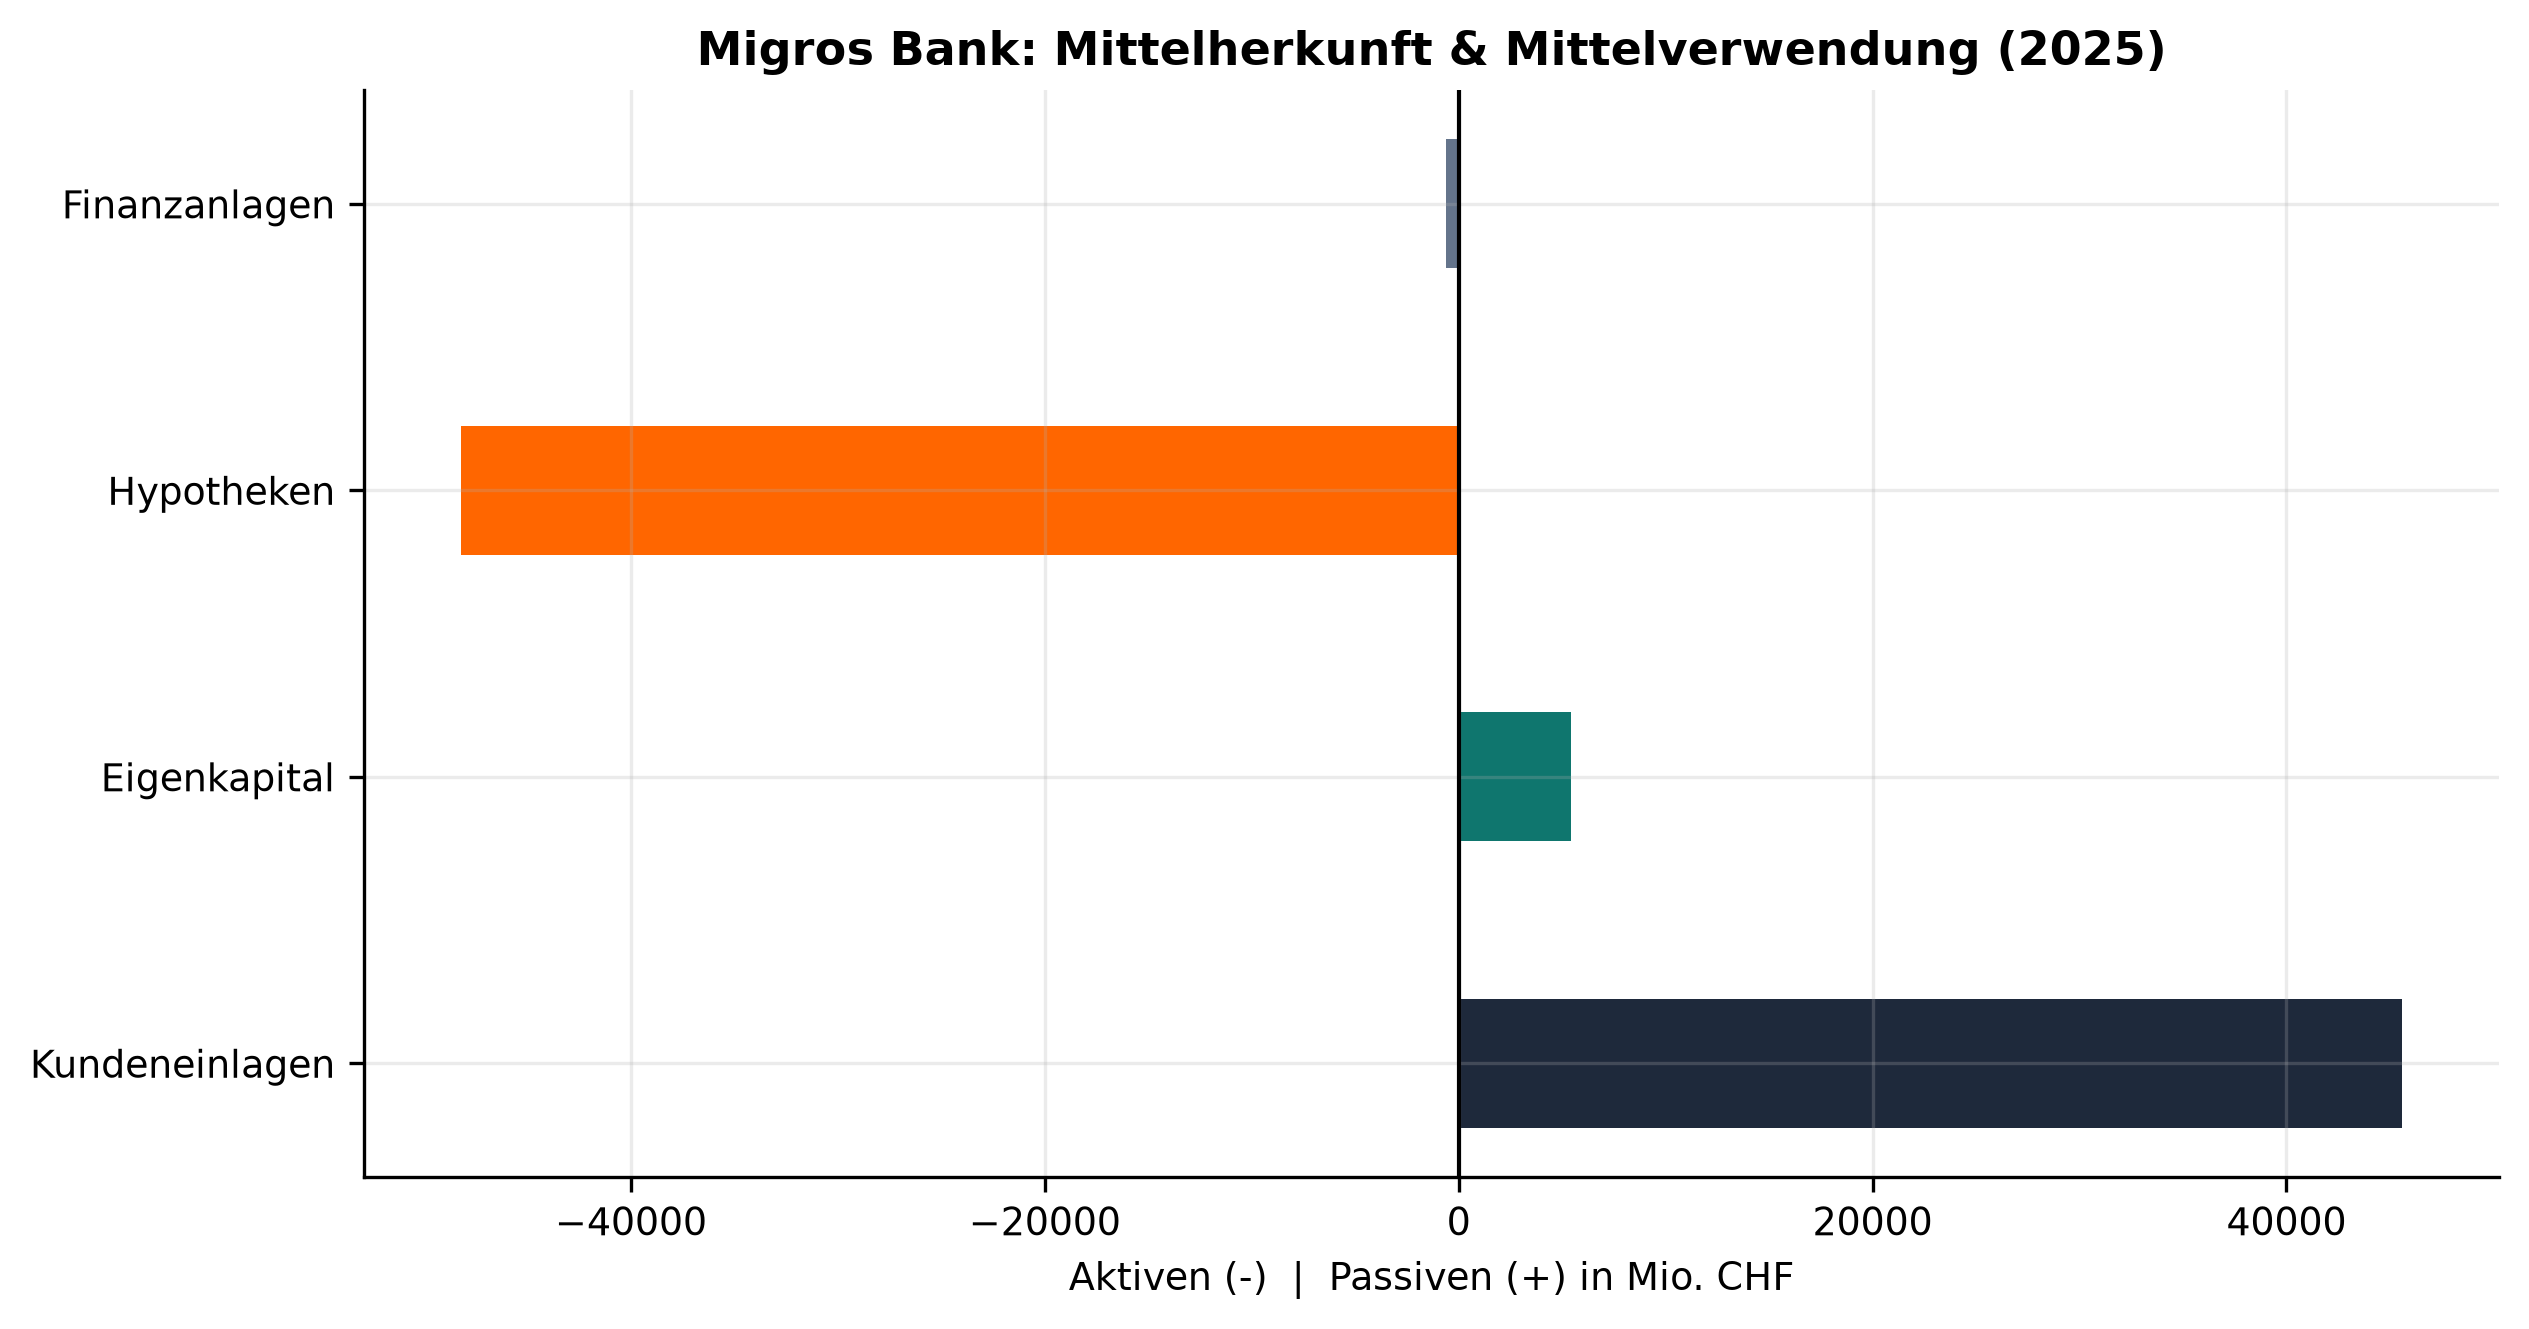 Migros Bank: Mittelherkunft & Mittelverwendung (2025)
Finanzanlagen
Hypotheken
Eigenkapital
Kundeneinlagen
−40000 −20000 0 20000 40000
Aktiven (-) | Passiven (+) in Mio. CHF